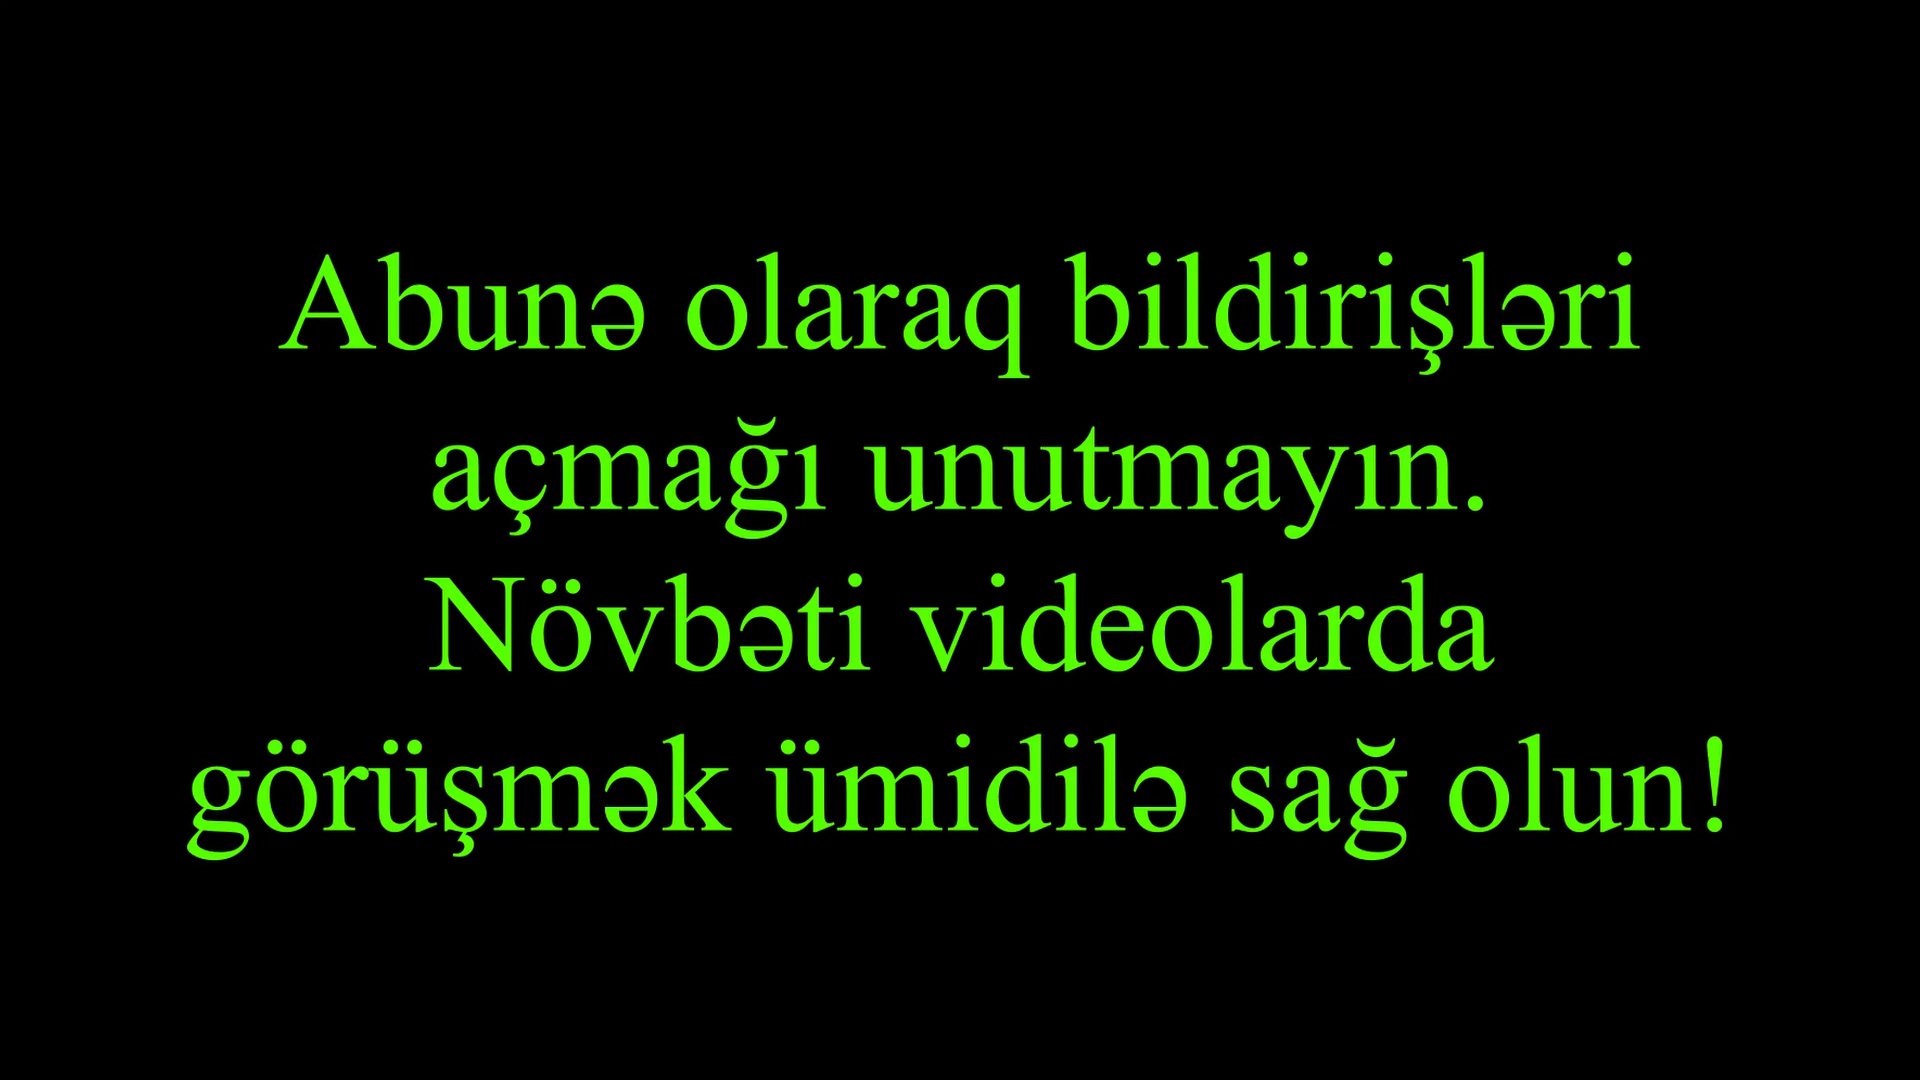 Abunə olaraq bildirişləri
açmağı unutmayın.
Növbəti videolarda
görüşmək ümidilə sağ olun!